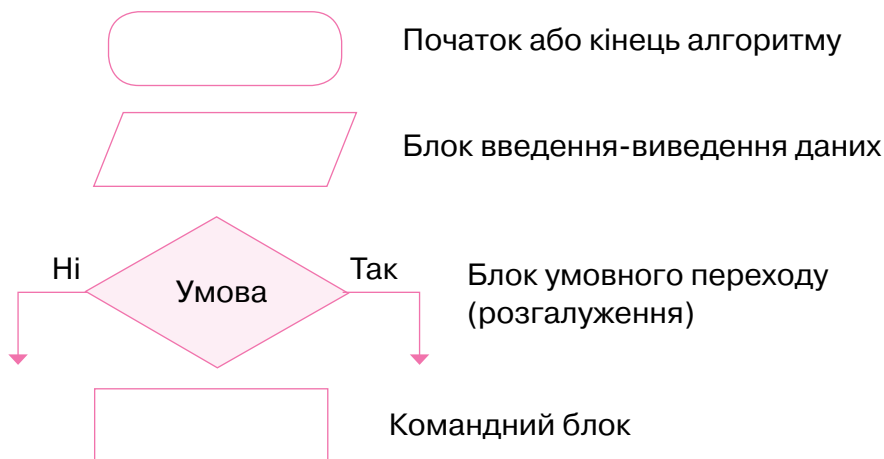 Початок або кінець алгоритму
Блок введення-виведення даних
Ні
Умова
Так
Блок умовного переходу
(розгалуження)
Командний блок